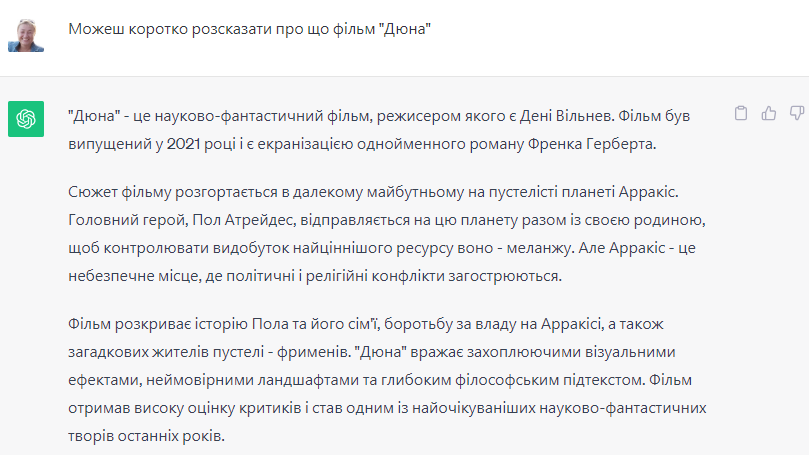 Можеш коротко розсказати про що фільм "Дюна"
"Дюна" - це науково-фантастичний фільм, режисером якого є Дені Вільнев. Фільм був
випущений у 2021 році і є екранізацією однойменного роману Френка Герберта.
Сюжет фільму розгортається в далекому майбутньому на пустелісті планеті Арракіс.
Головний герой, Пол Атрейдес, відправляється на цю планету разом із своєю родиною,
щоб контролювати видобуток найціннішого ресурсу воно - меланжу. Але Арракіс - це
небезпечне місце, де політичні і релігійні конфлікти загострюються.
Фільм розкриває історію Пола та його сім'ї, боротьбу за владу на Арракісі, а також
загадкових жителів пустелі - фрименів. "Дюна" вражає захоплюючими візуальними
ефектами, неймовірними ландшафтами та глибоким філософським підтекстом. Фільм
отримав високу оцінку критиків і став одним із найочікуваніших науково-фантастичних
творів останніх років.